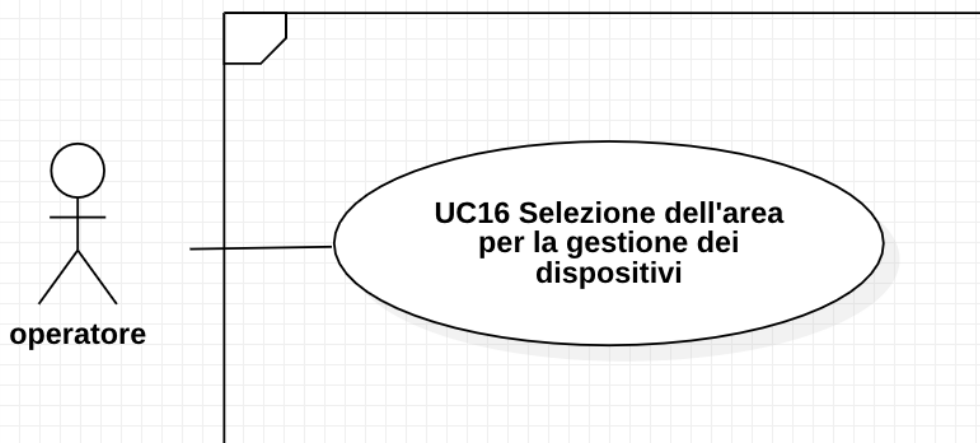 UC16 Selezione dell'area
per la gestione dei
dispositivi
operatore